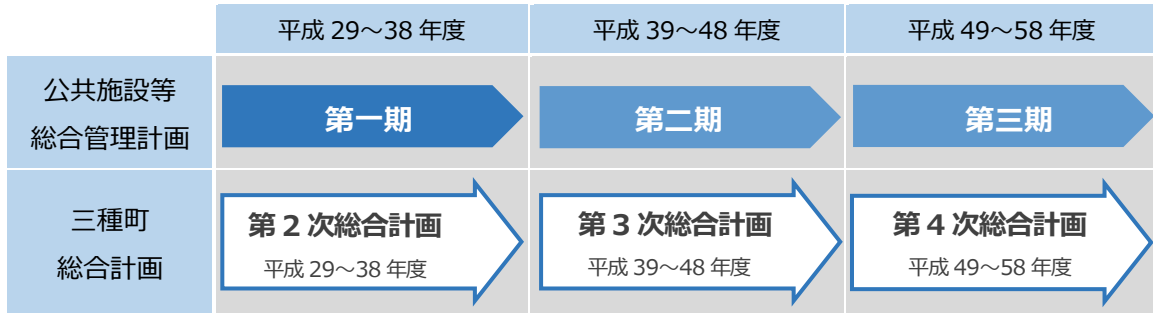 平成 29～38 年度
平成 39～48 年度
平成 49～58 年度
公共施設等
総合管理計画
第一期
第二期
第三期
三種町
総合計画
第 2 次総合計画
平成 29～38 年度
第 3 次総合計画
平成 39～48 年度
第 4 次総合計画
平成 49～58 年度